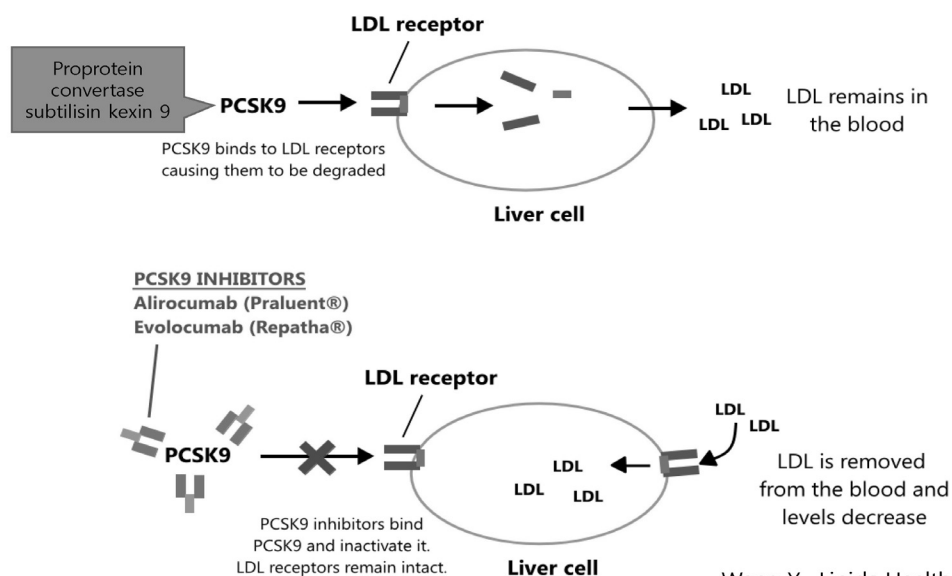 LDL receptor
Proprotein
convertase
subtilisin kexin 9
PCSK9
PCSK9 binds to LDL receptors
causing them to be degraded
Liver cell
LDL
LDL LDL
LDL remains in
the blood
PCSK9 INHIBITORS
Alirocumab (Praluent®)
Evolocumab (Repatha®)
LDL receptor
PCSK9
PCSK9 inhibitors bind
PCSK9 and inactivate it.
LDL receptors remain intact.
LDL
LDL LDL
Liver cell
LDL
LDL
LDL is removed
from the blood and
levels decrease